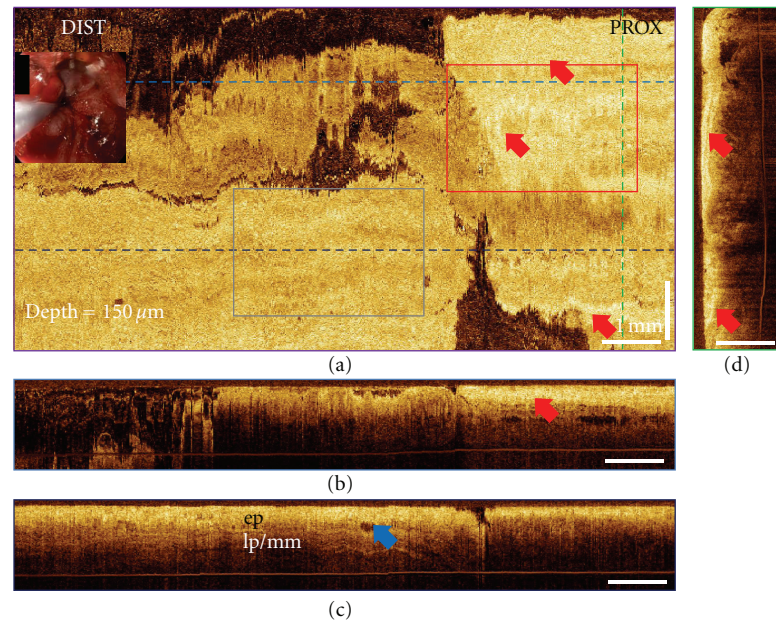 DIST
PROX
Depth = 150 μm
1 mm
(a)
(d)
(b)
ep
lp/mm
(c)